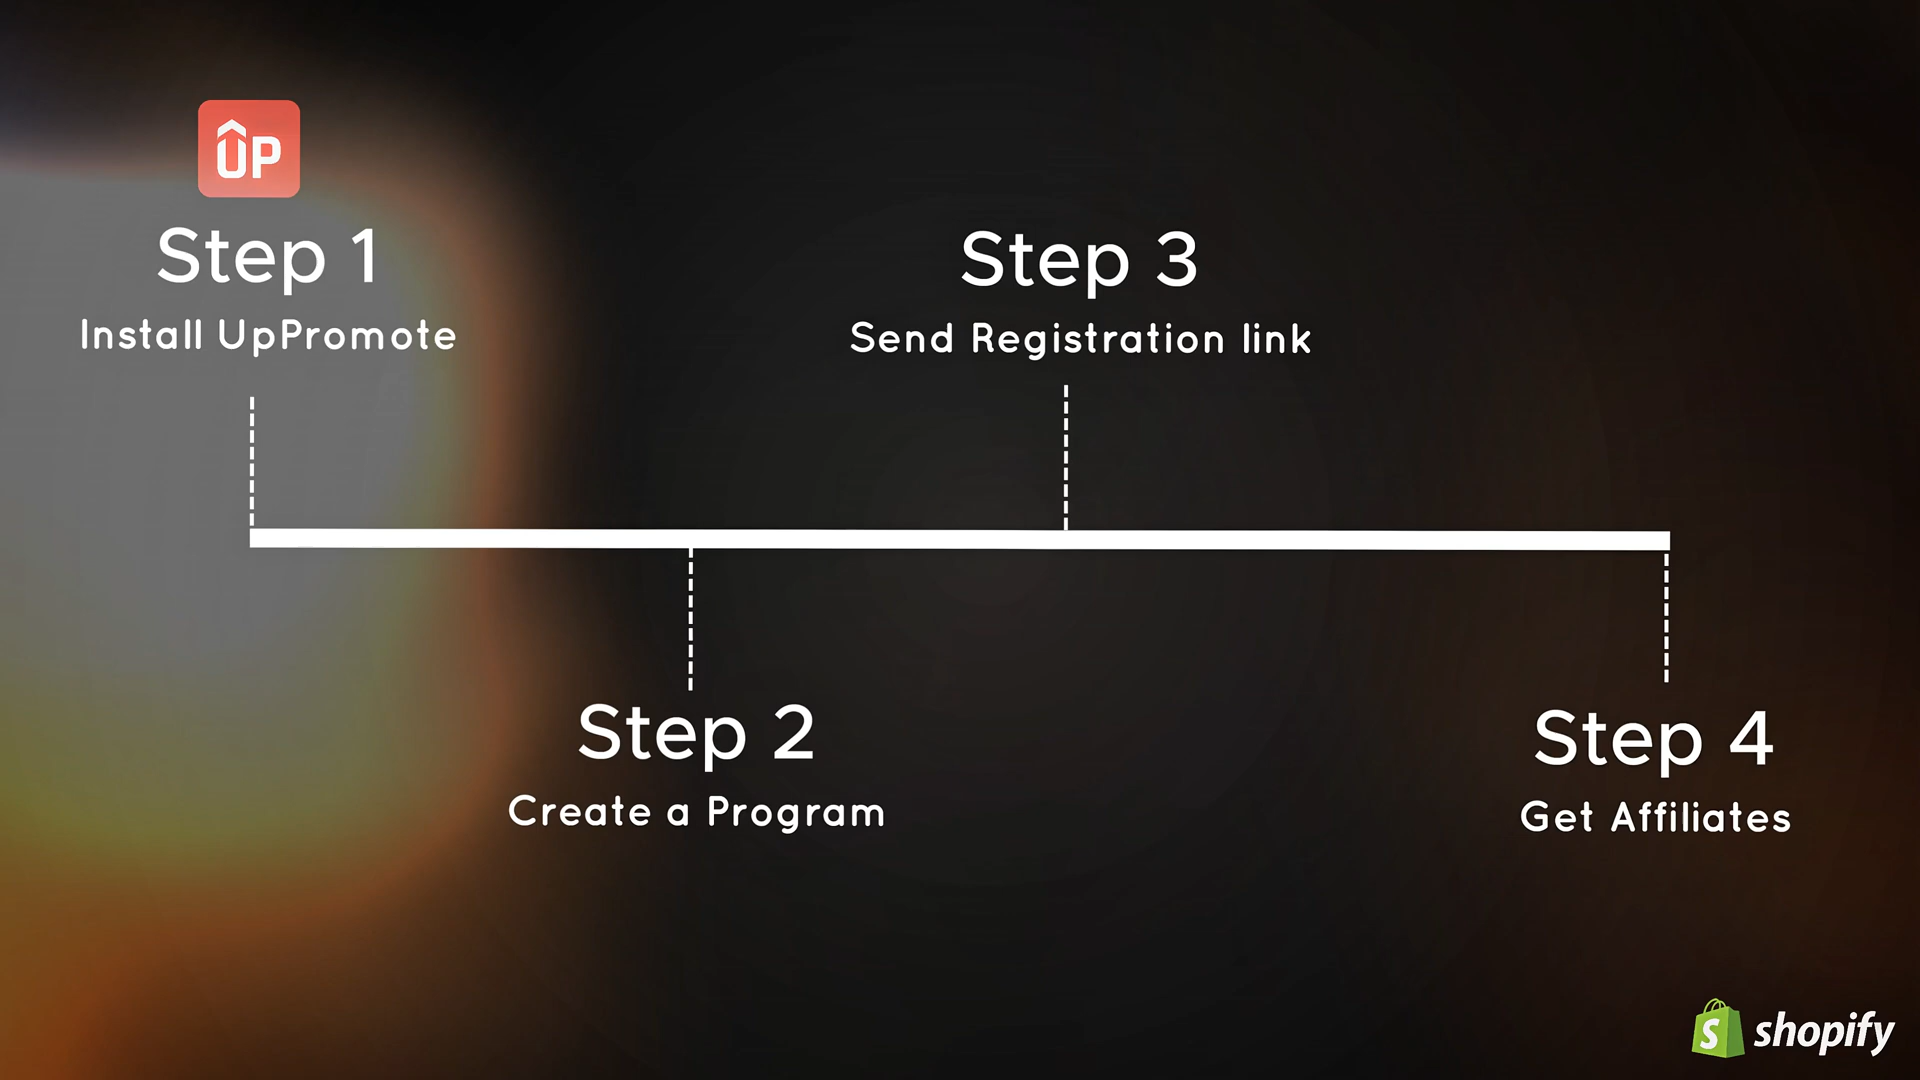 UP
Step 1
Install UpPromote
Step 3
Send Registration link
Step 2
Create a Program
Step 4
Get Affiliates
S shopify